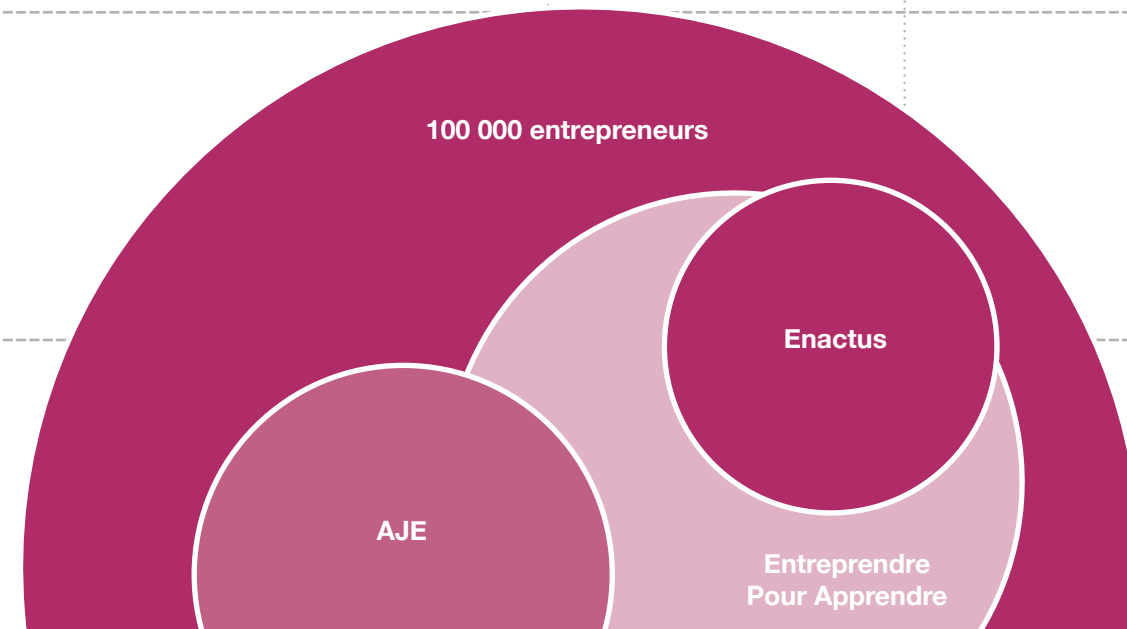 100 000 entrepreneurs
Enactus
AJE
Entreprendre
Pour Apprendre